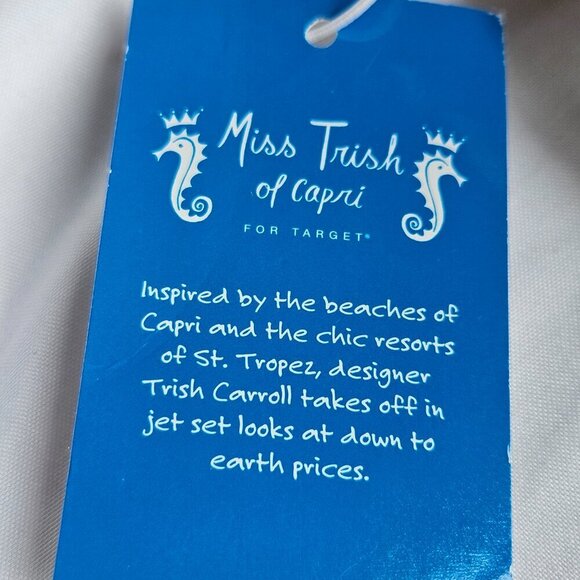 Miss Trish
of Capri
FOR TARGET®
Inspired by the beaches of
Capri and the chic resorts
of St. Tropez, designer
Trish Carroll takes off in
jet set looks at down to
earth prices.